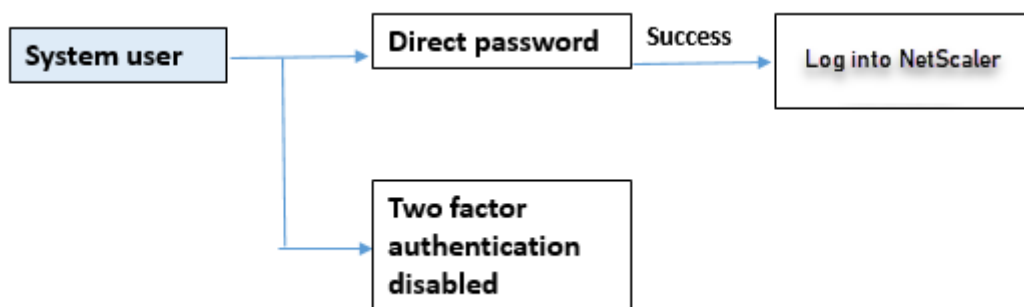 System user
Direct password
Success
Log into NetScaler
Two factor
authentication
disabled